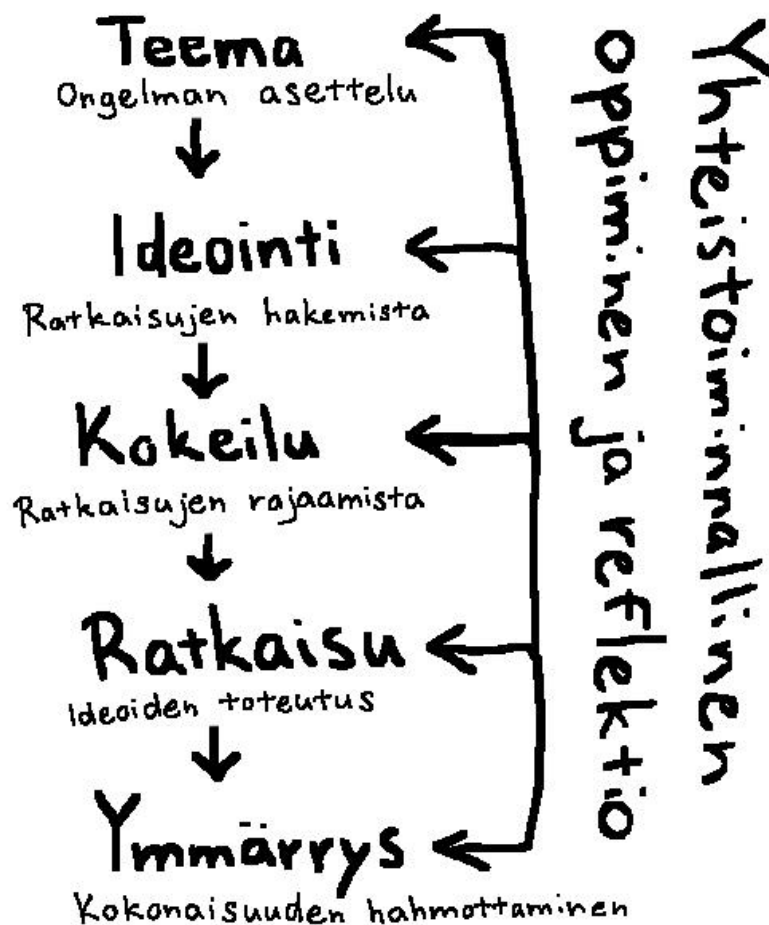 Teema
Ongelman asettelu
Ideointi
Ratkaisujen hakemista
Kokeilu
Ratkaisujen rajaamista
Ratkaisu
Ideoiden toteutus
Ymmärrys
Kokonaisuuden hahmottaminen
Yhteistoiminnallinen
oppiminen ja reflektio